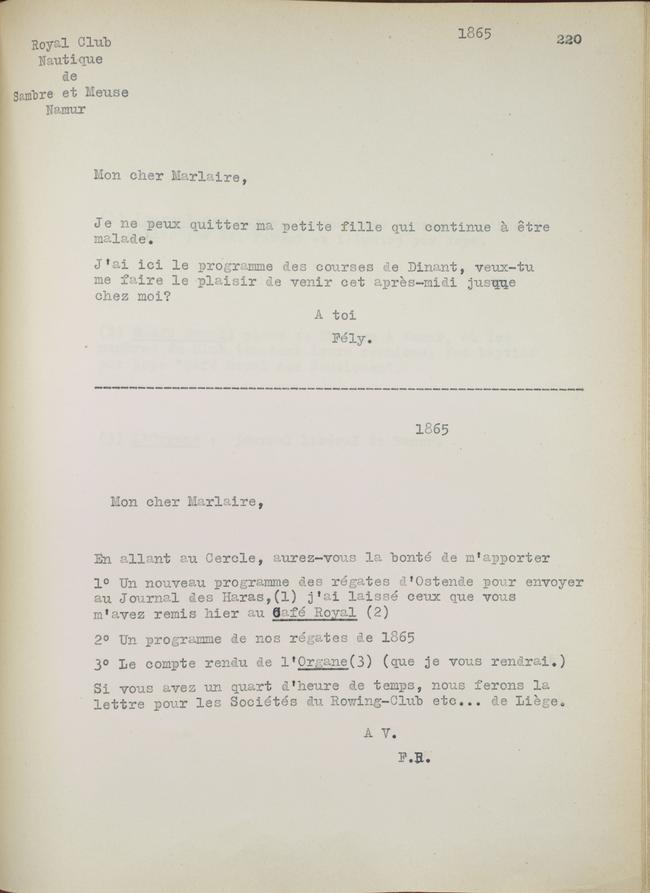 1865
220
Royal Club
Nautique
de
Sambre et Meuse
Namur
Mon cher Marlaire,
Je ne peux quitter ma petite fille qui continue à être
malade.
J'ai ici le programme des courses de Dinant, veux-tu
me faire le plaisir de venir cet après-midi jusque
chez moi?
A toi
Fély.
1865
Mon cher Marlaire,
En allant au Cercle, aurez-vous la bonté de m'apporter
1° Un nouveau programme des régates d'Ostende pour envoyer
au Journal des Haras,(1) j'ai laissé ceux que vous
m'avez remis hier au Café Royal (2)
2° Un programme de nos régates de 1865
3° Le compte rendu de l'Organe(3) (que je vous rendrai.)
Si vous avez un quart d'heure de temps, nous ferons la
lettre pour les Sociétés du Rowing-Club etc... de Liège.
A V.
F.R.